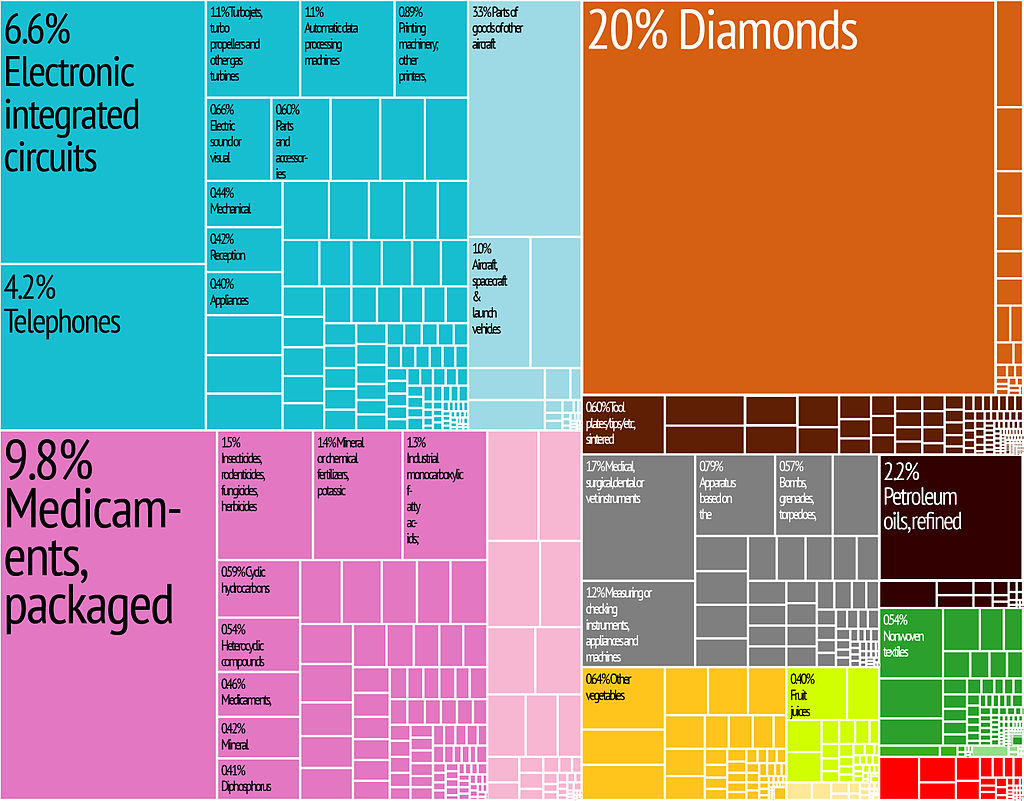 6.6%
Electronic
integrated
circuits
4.2%
Telephones
1.1% Turbojets,
turbo
propellers and
other gas
turbines
1.1%
Automatic data
processing
machines
0.89%
Printing
machinery;
other
printers,
0.66%
Electric
sound or
visual
0.60%
Parts
and
accessor-
ies
0.44%
Mechanical
0.42%
Reception
0.40%
Appliances
3.3% Parts of
goods of other
aircraft
1.0%
Aircraft,
spacecraft
&
launch
vehicles
20% Diamonds
0.60% Tool
plates/tips/etc,
sintered
9.8%
Medicam-
ents,
packaged
1.5%
Insecticides,
rodenticides,
fungicides,
herbicides
1.4% Mineral
or chemical
fertilizers,
potassic
1.3%
Industrial
monocarboxylic
f-
atty
ac-
ids;
0.59% Cyclic
hydrocarbons
0.54%
Heterocyclic
compounds
0.46%
Medicaments,
0.42%
Mineral
0.41%
Diphosphorus
1.7% Medical,
surgical,dental or
vet instruments
0.79%
Apparatus
based on
the
0.57%
Bombs,
grenades,
torpedoes,
1.2% Measuring or
checking
instruments,
appliances and
machines
2.2%
Petroleum
oils, refined
0.54%
Nonwoven
textiles
0.64% Other
vegetables
0.40%
Fruit
juices